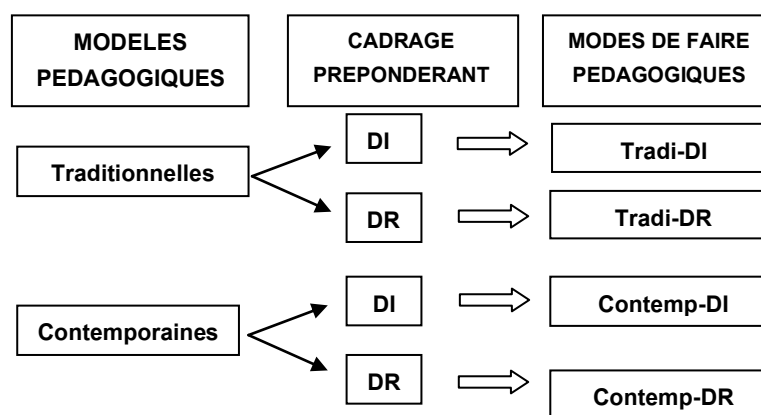 MODELES
PEDAGOGIQUES
CADRAGE
PREPONDERANT
MODES DE FAIRE
PEDAGOGIQUES
Traditionnelles
DI
Tradi-DI
DR
Tradi-DR
Contemporaines
DI
Contemp-DI
DR
Contemp-DR